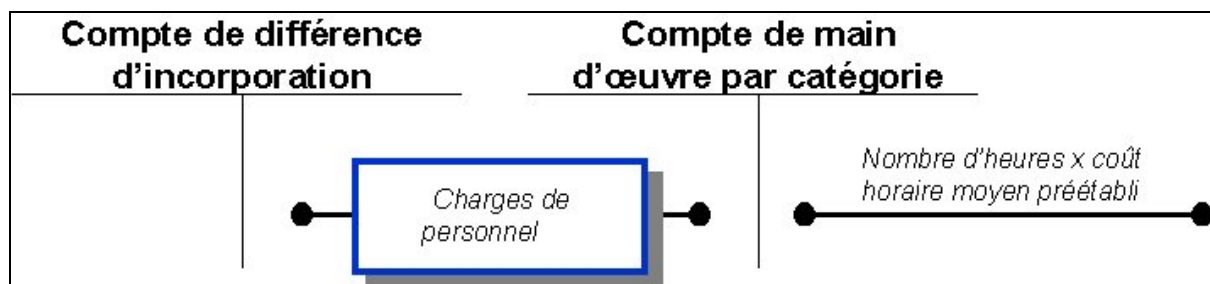 Compte de différence
d'incorporation
Compte de main
d'œuvre par catégorie
Charges de
personnel
Nombre d'heures x coût
horaire moyen préétabli